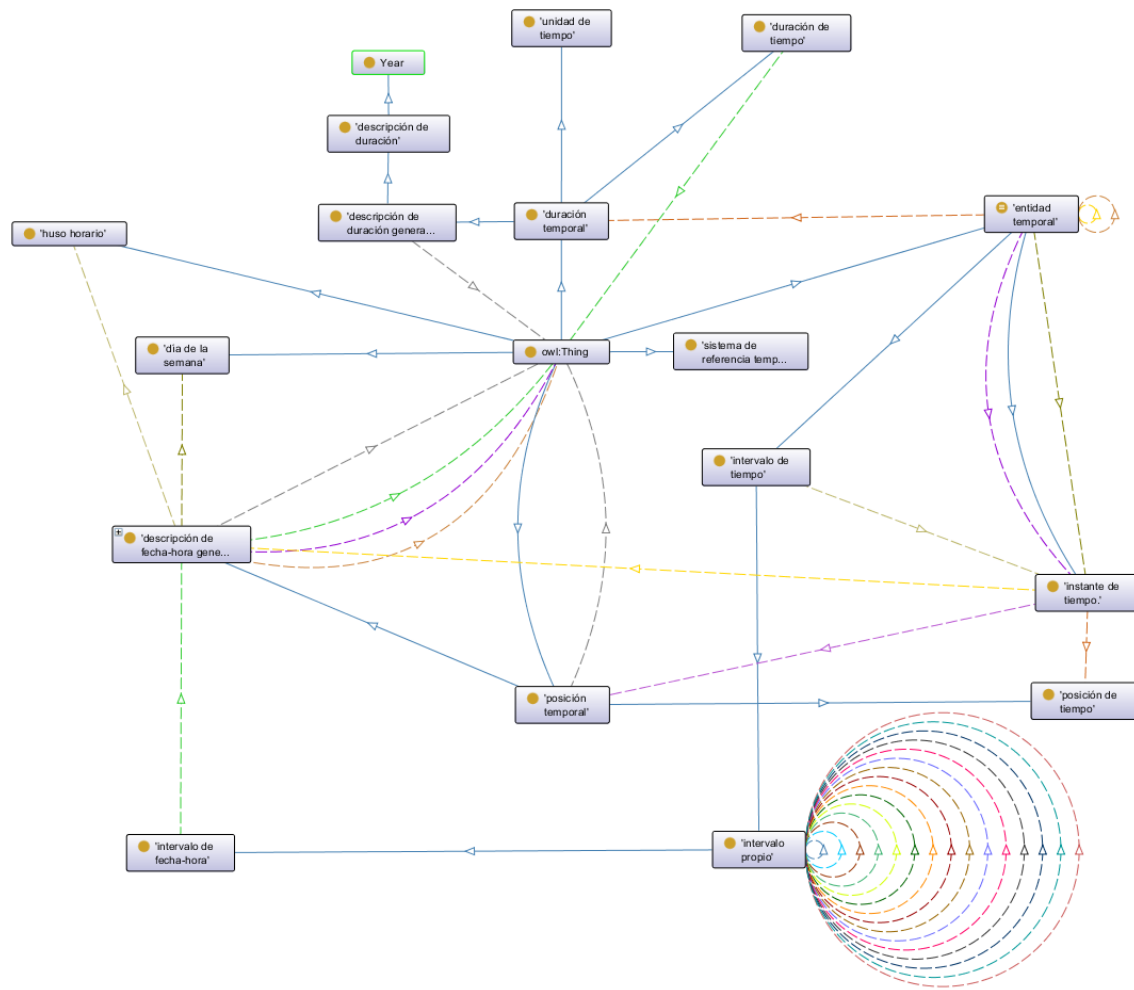 'unidad de
tiempo'
'duración de
tiempo'
Year
'descripción de
duración'
'descripción de
duración genera...
'duración
temporal'
'entidad
temporal'
'huso horario'
'día de la
semana'
owl:Thing
'sistema de
referencia temp...
'intervalo de
tiempo'
'descripción de
fecha-hora gene...
'instante de
tiempo.'
'posición
temporal'
'posición de
tiempo'
'intervalo de
fecha-hora'
'intervalo
propio'